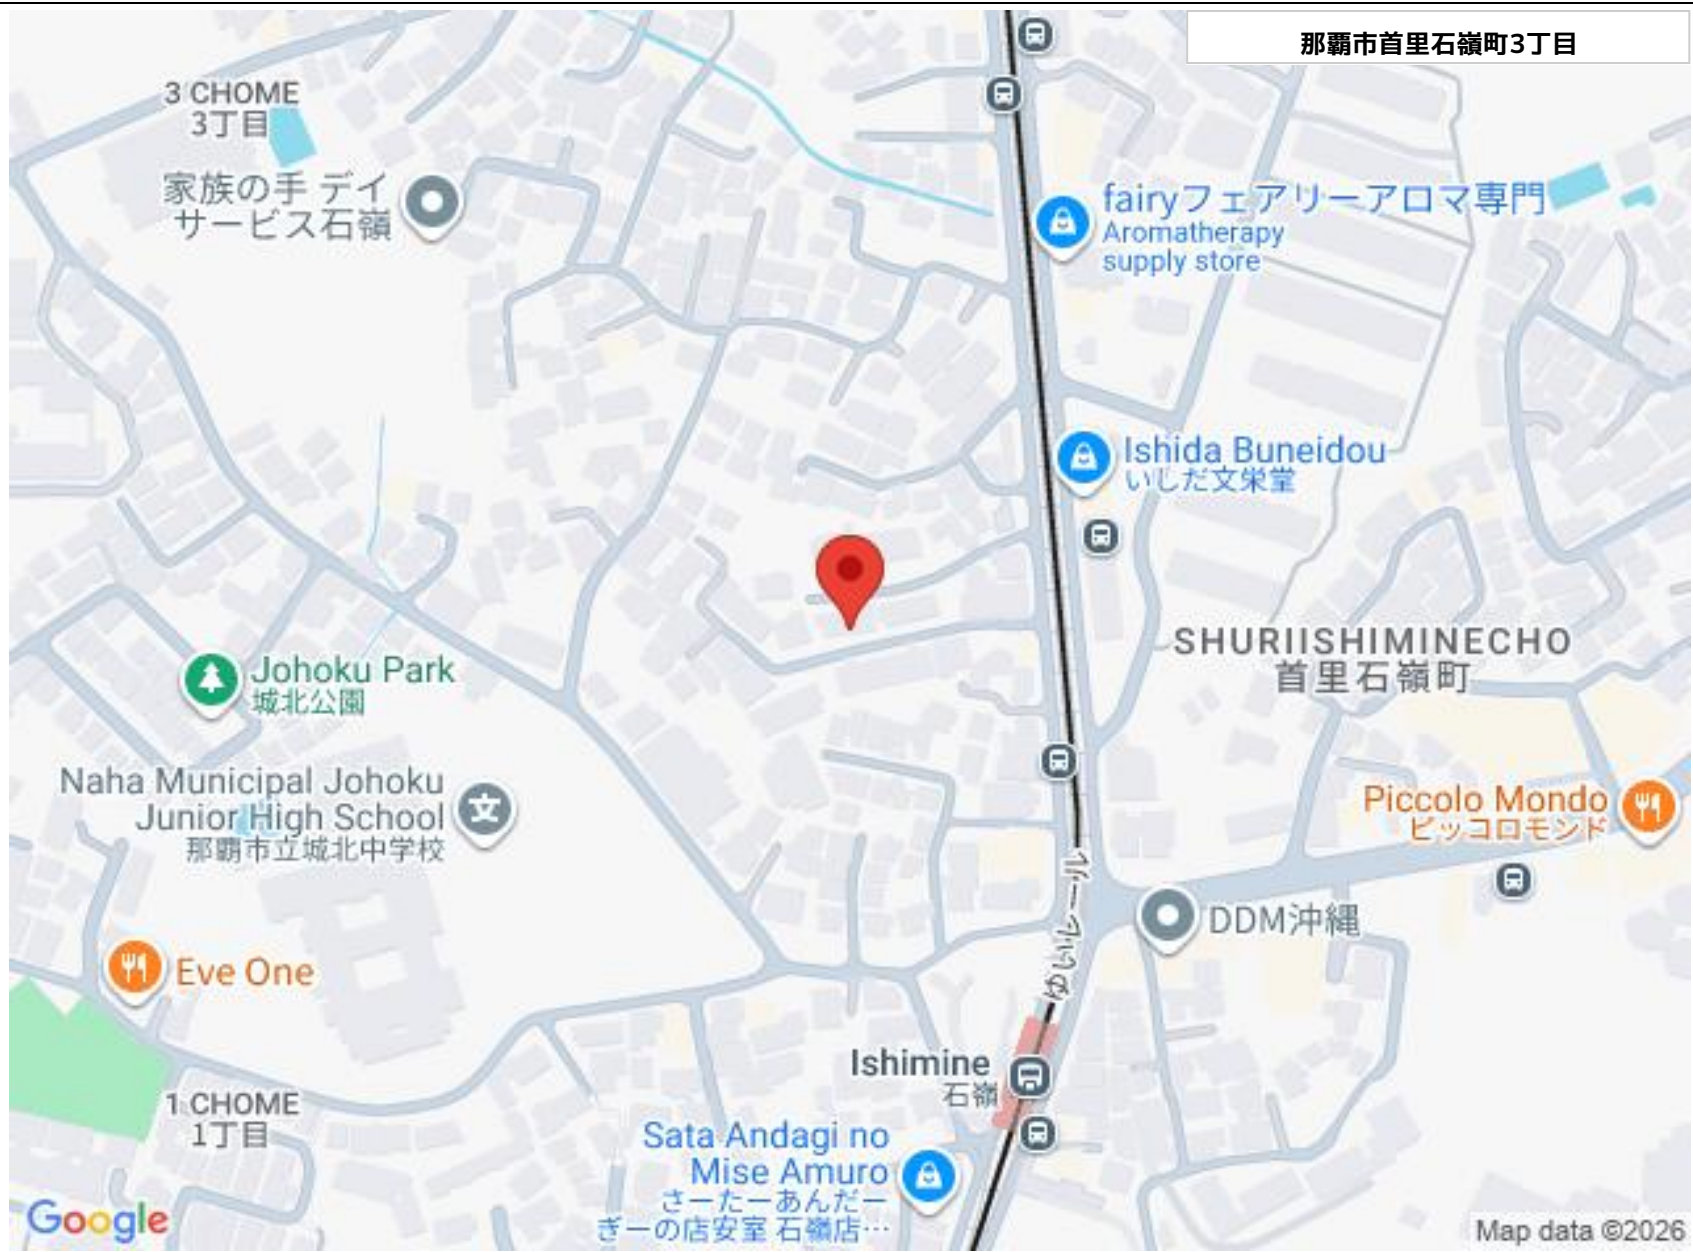 那覇市首里石嶺町3丁目
3 CHOME
3丁目
家族の手 デイ
サービス石嶺
fairyフェアリーアロマ専門
Aromatherapy
supply store
Ishida Buneidou
いしだ文栄堂
SHURIISHIMINECHO
首里石嶺町
Johoku Park
城北公園
Naha Municipal Johoku
Junior High School
那覇市立城北中学校
文
Piccolo Mondo
ピッコロモンド
ゆいレール
DDM沖縄
Eve One
Ishimine
石嶺
1 CHOME
1丁目
Sata Andagi no
Mise Amuro
さーたーあんだー
ぎーの店安室 石嶺店…
Google
Map data ©2026